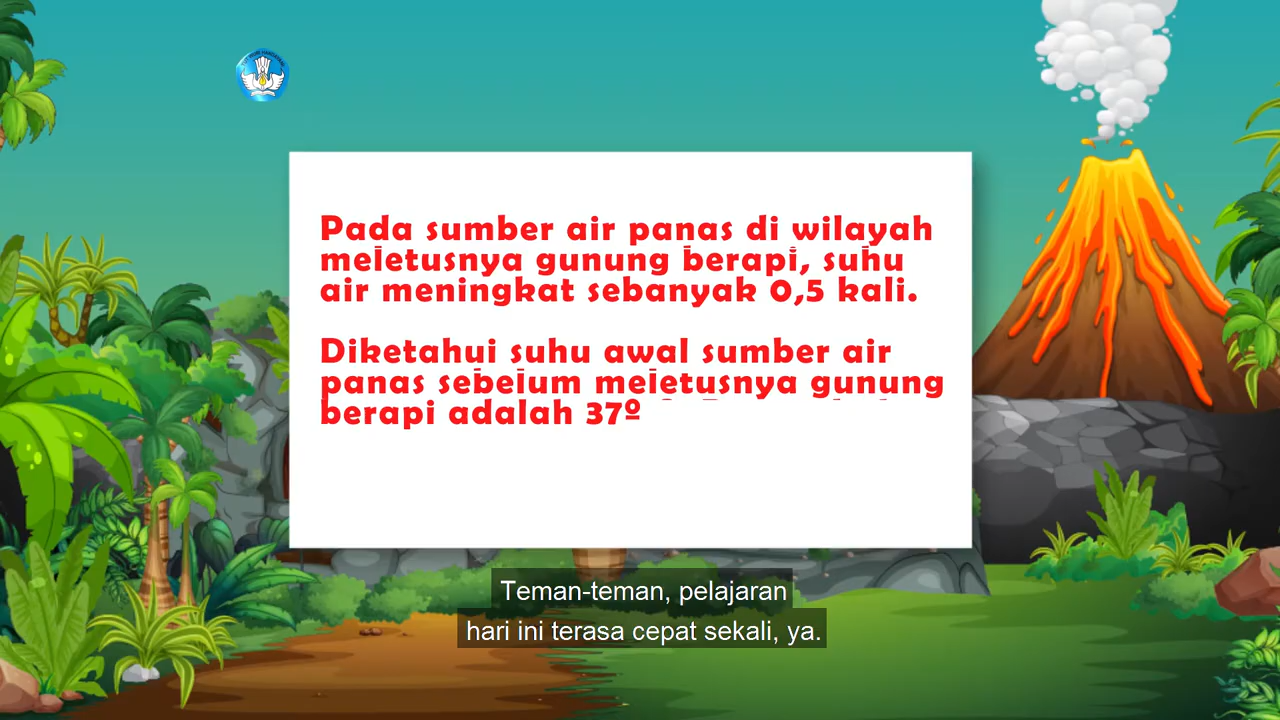 Pada sumber air panas di wilayah
meletusnya gunung berapi, suhu
air meningkat sebanyak 0,5 kali.
Diketahui suhu awal sumber air
panas sebelum meletusnya gunung
berapi adalah 37º
Teman-teman, pelajaran
hari ini terasa cepat sekali, ya.